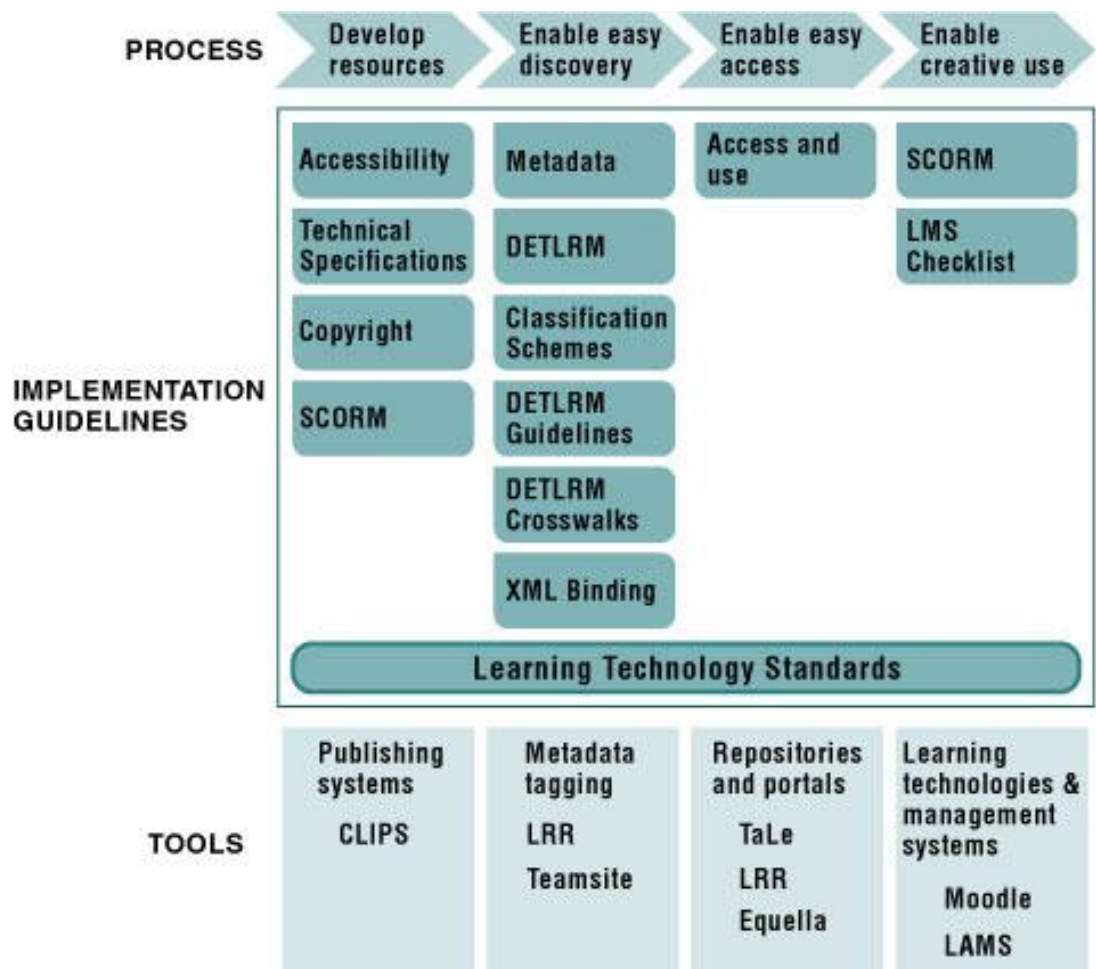 PROCESS
Develop
resources
Enable easy
discovery
Enable easy
access
Enable
creative use
IMPLEMENTATION
GUIDELINES
Accessibility
Technical
Specifications
Copyright
SCORM
Metadata
DETLRM
Classification
Schemes
DETLRM
Guidelines
DETLRM
Crosswalks
XML Binding
Access and
use
SCORM
LMS
Checklist
Learning Technology Standards
TOOLS
Publishing
systems
CLIPS
Metadata
tagging
LRR
Teamsite
Repositories
and portals
TaLe
LRR
Equella
Learning
technologies &
management
systems
Moodle
LAMS